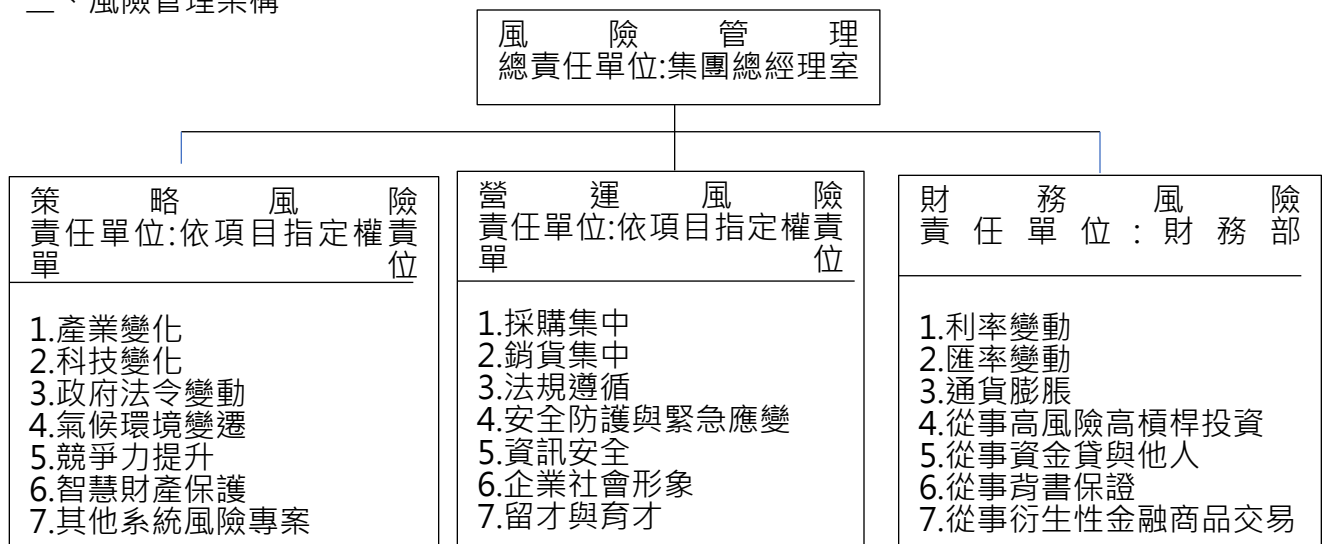 、風險管理架構
風險管理
總責任單位:集團總經理室
策略風險
責任單位:依項目指定權責
單位
1.產業變化
2.科技變化
3.政府法令變動
4.氣候環境變遷
5.競爭力提升
6.智慧財產保護
7.其他系統風險專案
營運風險
責任單位:依項目指定權責
單位
1.採購集中
2.銷貨集中
3.法規遵循
4.安全防護與緊急應變
5.資訊安全
6.企業社會形象
7.留才與育才
財務風險
責任單位:財務部
1.利率變動
2.匯率變動
3.通貨膨脹
4.從事高風險高槓桿投資
5.從事資金貸與他人
6.從事背書保證
7.從事衍生性金融商品交易